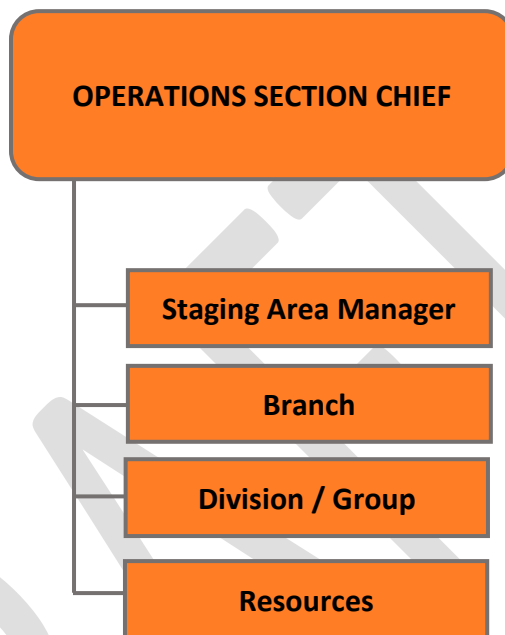 OPERATIONS SECTION CHIEF
Staging Area Manager
Branch
Division / Group
Resources